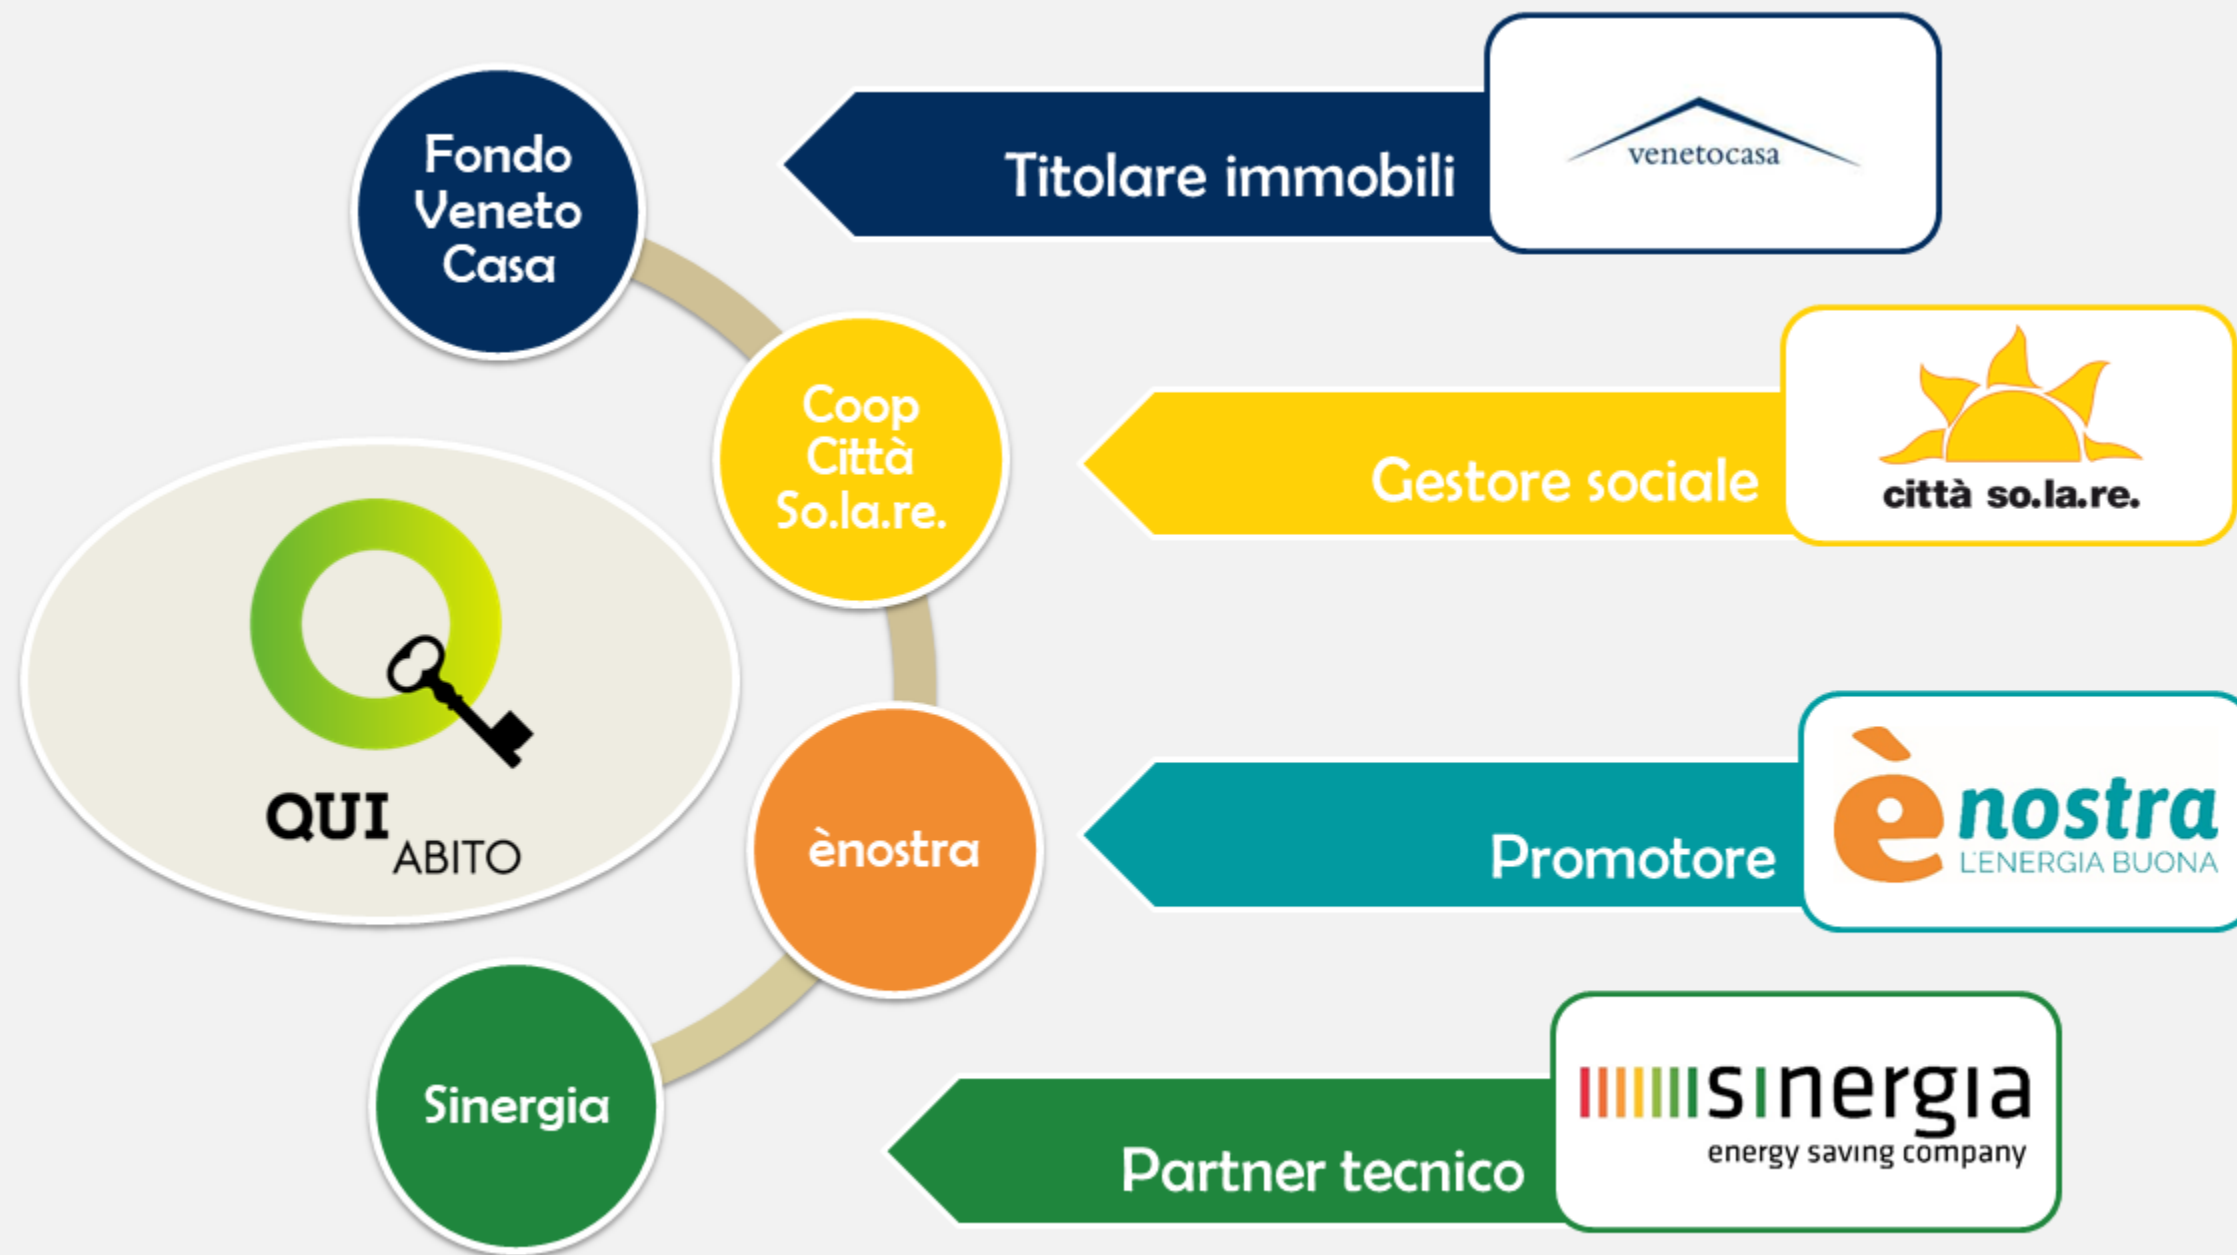 Fondo
Veneto
Casa
Titolare immobili
venetocasa
Coop
Città
So.la.re.
Gestore sociale
città so.la.re.
QUI
ABITO
ènostra
Promotore
ènostra
L'ENERGIA BUONA
Sinergia
Partner tecnico
sinergia
energy saving company